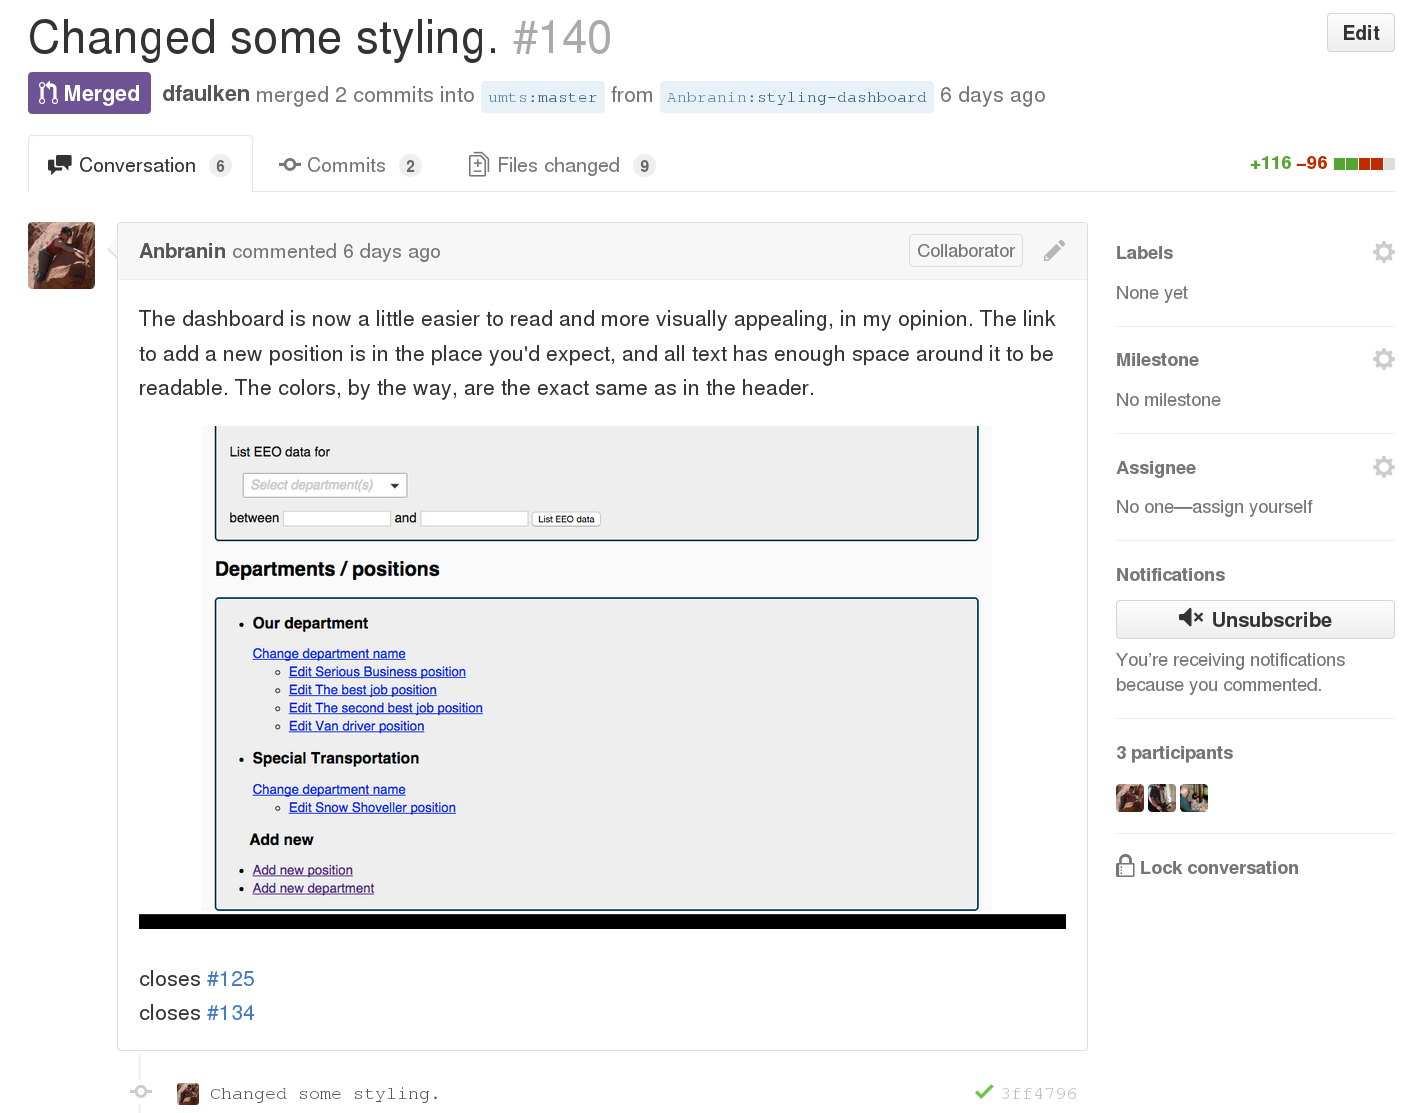 Changed some styling. #140
Edit
Merged dfaulken merged 2 commits into umts:master from Anbranin:styling-dashboard 6 days ago
Conversation 6 Commits 2 Files changed 9 +116 −96
Anbranin commented 6 days ago Collaborator
The dashboard is now a little easier to read and more visually appealing, in my opinion. The link
to add a new position is in the place you'd expect, and all text has enough space around it to be
readable. The colors, by the way, are the exact same as in the header.
List EEO data for
Select department(s)
between and List EEO data
Departments / positions
Our department
Change department name
Edit Serious Business position
Edit The best job position
Edit The second best job position
Edit Van driver position
Special Transportation
Change department name
Edit Snow Shoveller position
Add new
Add new position
Add new department
closes #125
closes #134
Changed some styling. 3ff4796
Labels
None yet
Milestone
No milestone
Assignee
No one—assign yourself
Notifications
Unsubscribe
You’re receiving notifications
because you commented.
3 participants
Lock conversation